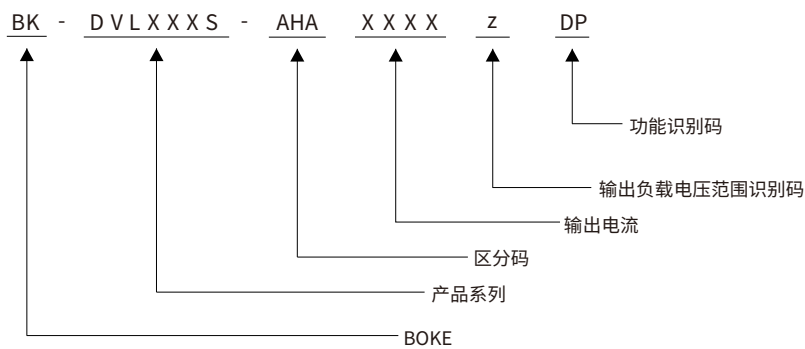 BK - DVLXXXS - AHA XXXX z DP
功能识别码
输出负载电压范围识别码
输出电流
区分码
产品系列
BOKE